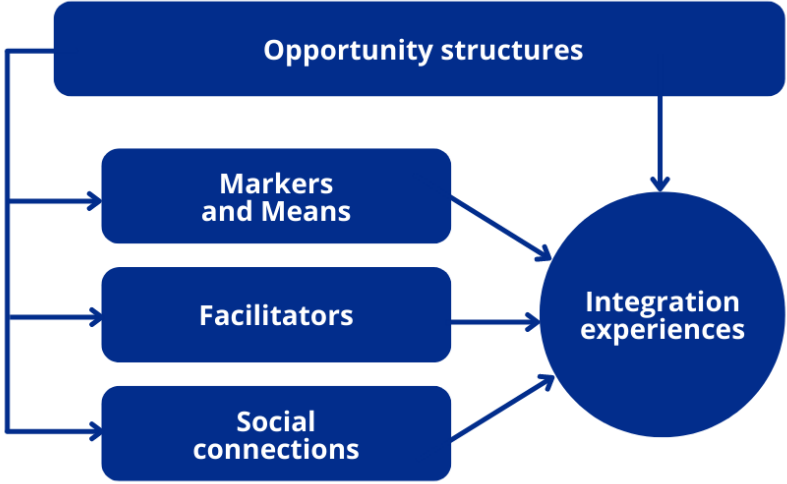 Opportunity structures
Markers
and Means
Facilitators
Social
connections
Integration
experiences